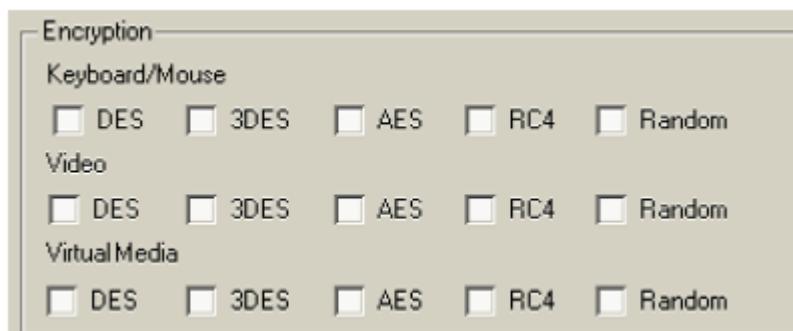 Encryption
Keyboard/Mouse
DES 3DES AES RC4 Random
Video
DES 3DES AES RC4 Random
Virtual Media
DES 3DES AES RC4 Random